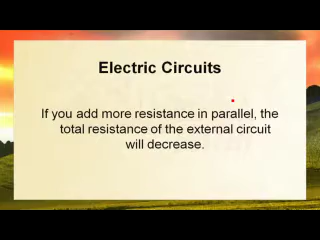 Electric Circuits
If you add more resistance in parallel, the
total resistance of the external circuit
will decrease.